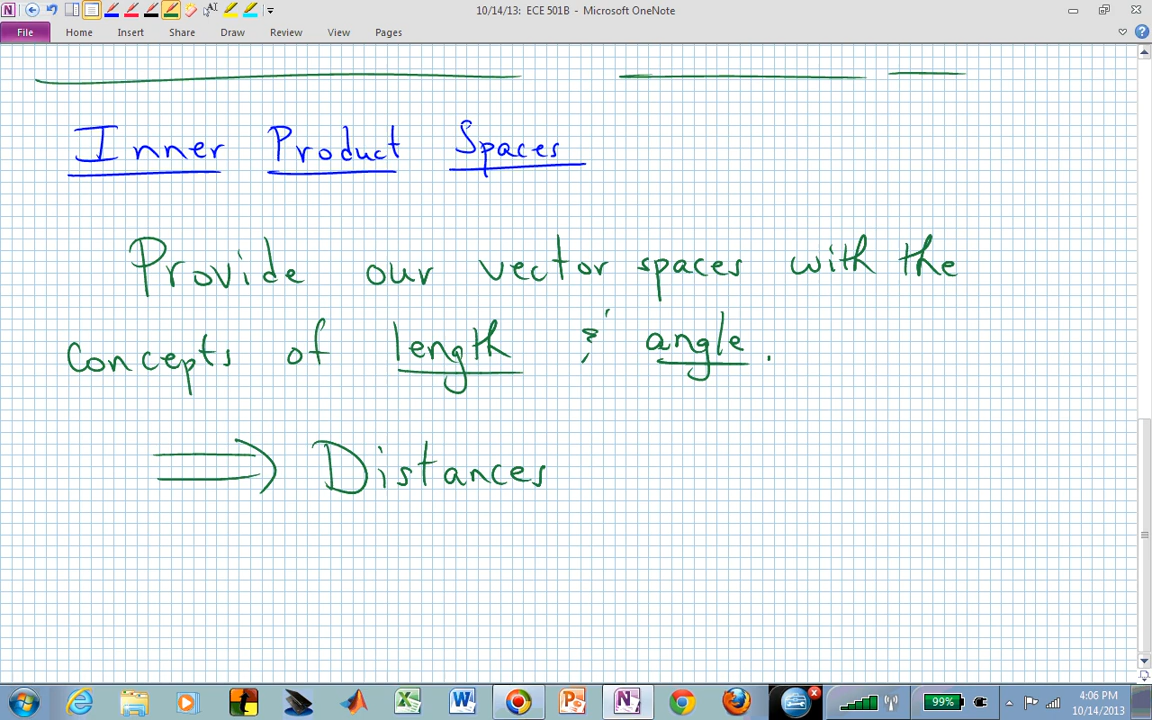 10/14/13: ECE 501B - Microsoft OneNote
File Home Insert Share Draw Review View Pages
Inner Product Spaces
Provide our vector spaces with the
concepts of length & angle.
⟹ Distances
99%
4:06 PM
10/14/2013